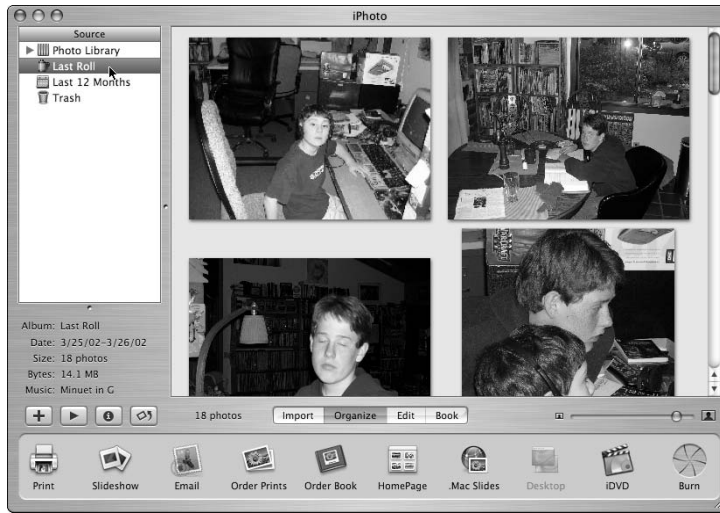 iPhoto
Source
Photo Library
Last Roll
Last 12 Months
Trash
Album: Last Roll
Date: 3/25/02-3/26/02
Size: 18 photos
Bytes: 14.1 MB
Music: Minuet in G
18 photos
Import Organize Edit Book
Print Slideshow Email Order Prints Order Book HomePage .Mac Slides Desktop iDVD Burn